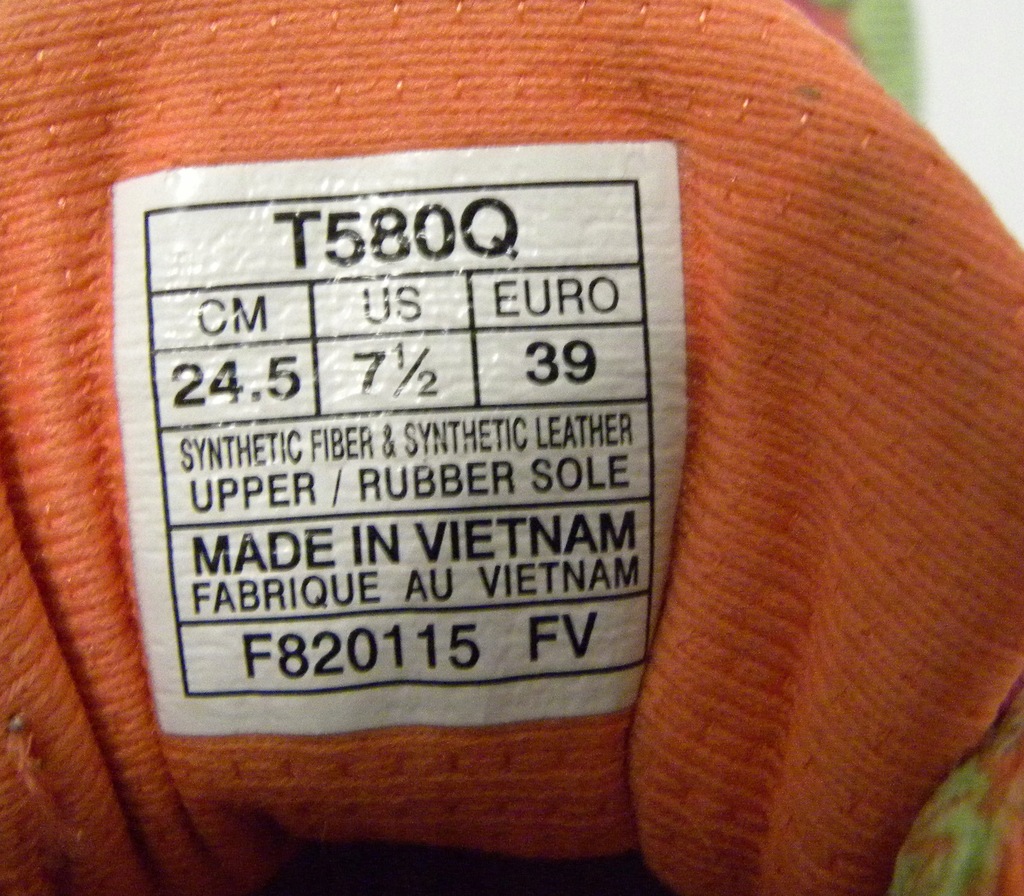 T580Q
CM US EURO
24.5 7½ 39
SYNTHETIC FIBER & SYNTHETIC LEATHER
UPPER / RUBBER SOLE
MADE IN VIETNAM
FABRIQUE AU VIETNAM
F820115 FV